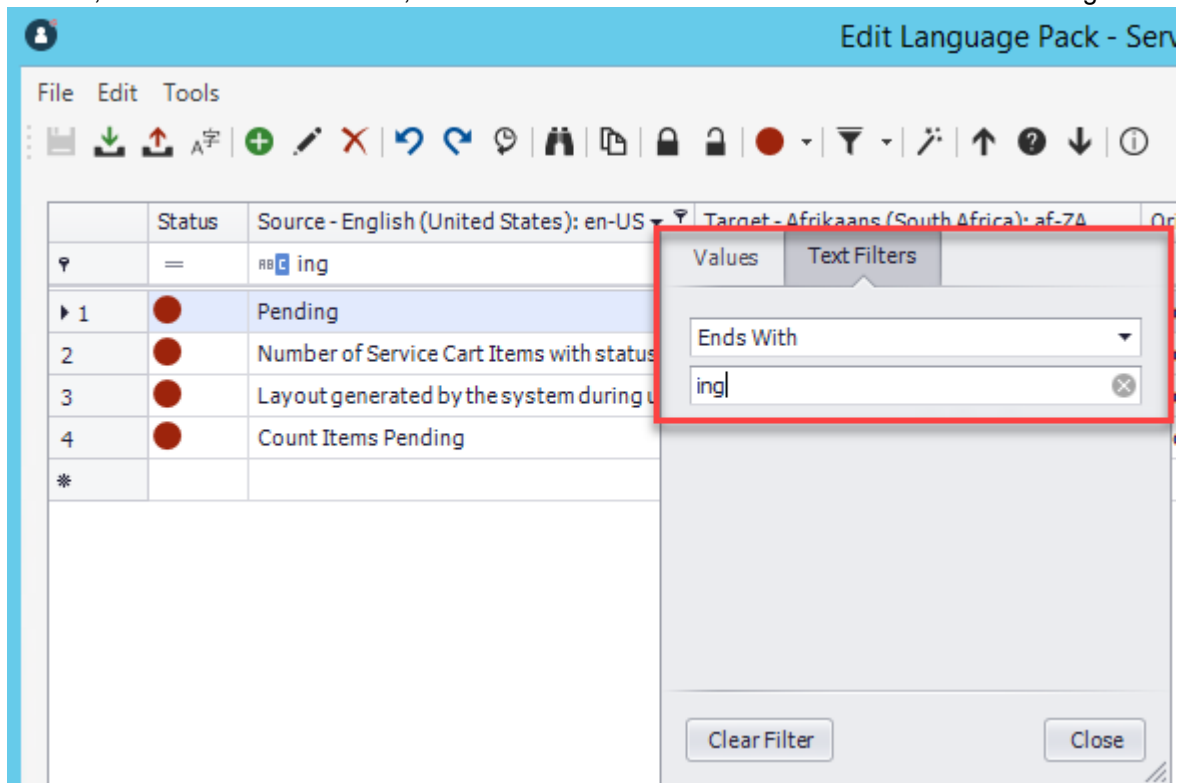 Edit Language Pack - Serv
File Edit Tools
Status Source - English (United States): en-US Target - Afrikaans (South Africa): af-ZA
= ABC ing
1 Pending
2 Number of Service Cart Items with status
3 Layout generated by the system during
4 Count Items Pending
Values Text Filters
Ends With
ing
Clear Filter Close